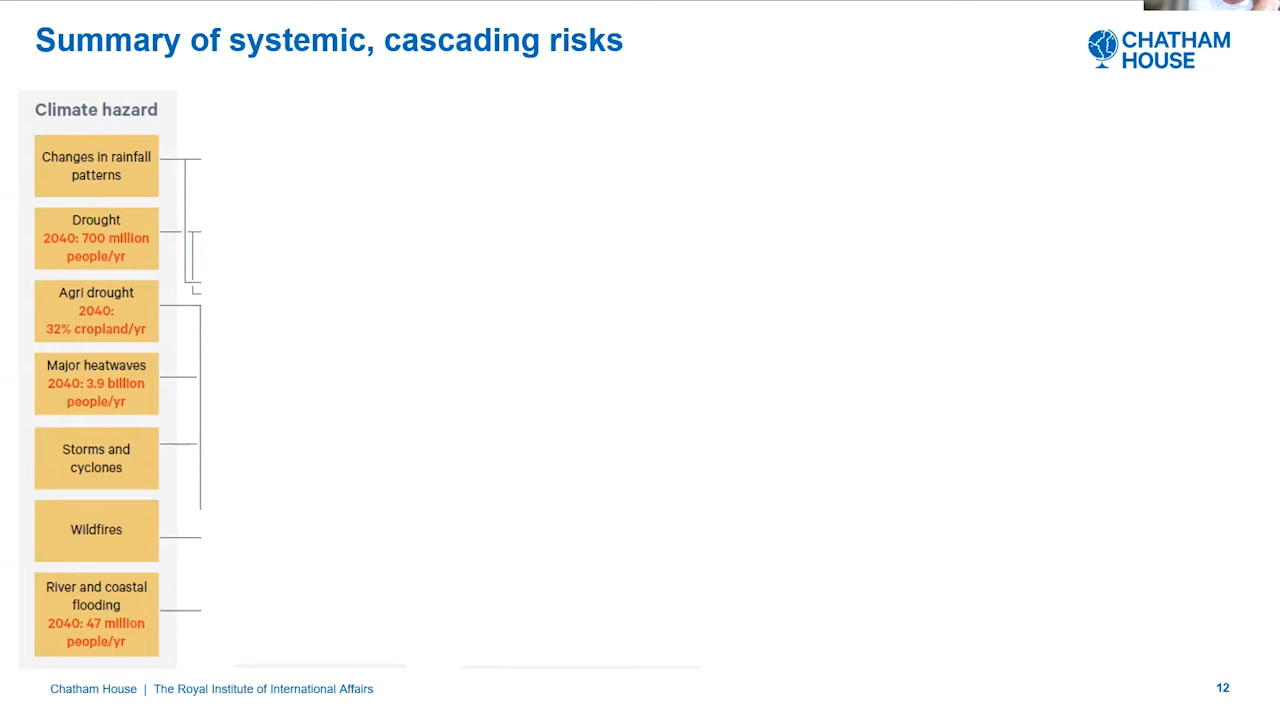 Summary of systemic, cascading risks
CHATHAM
HOUSE
Climate hazard
Changes in rainfall
patterns
Drought
2040: 700 million
people/yr
Agri drought
2040:
32% cropland/yr
Major heatwaves
2040: 3.9 billion
people/yr
Storms and
cyclones
Wildfires
River and coastal
flooding
2040: 47 million
people/yr
Chatham House | The Royal Institute of International Affairs
12